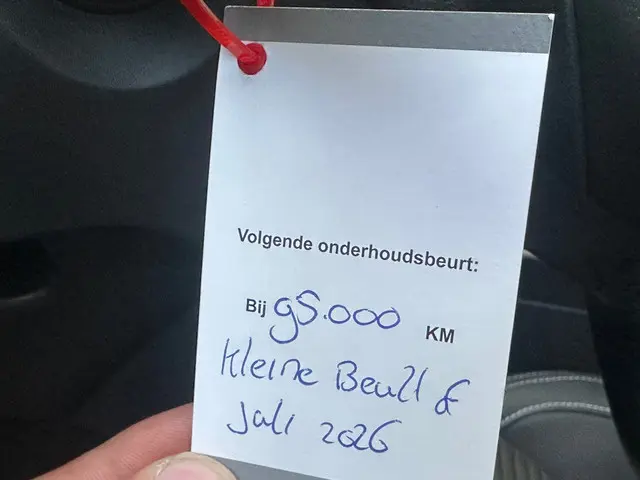 Volgende onderhoudsbeurt:
Bij 95.000 KM
Kleine Beurt
Juli 2026